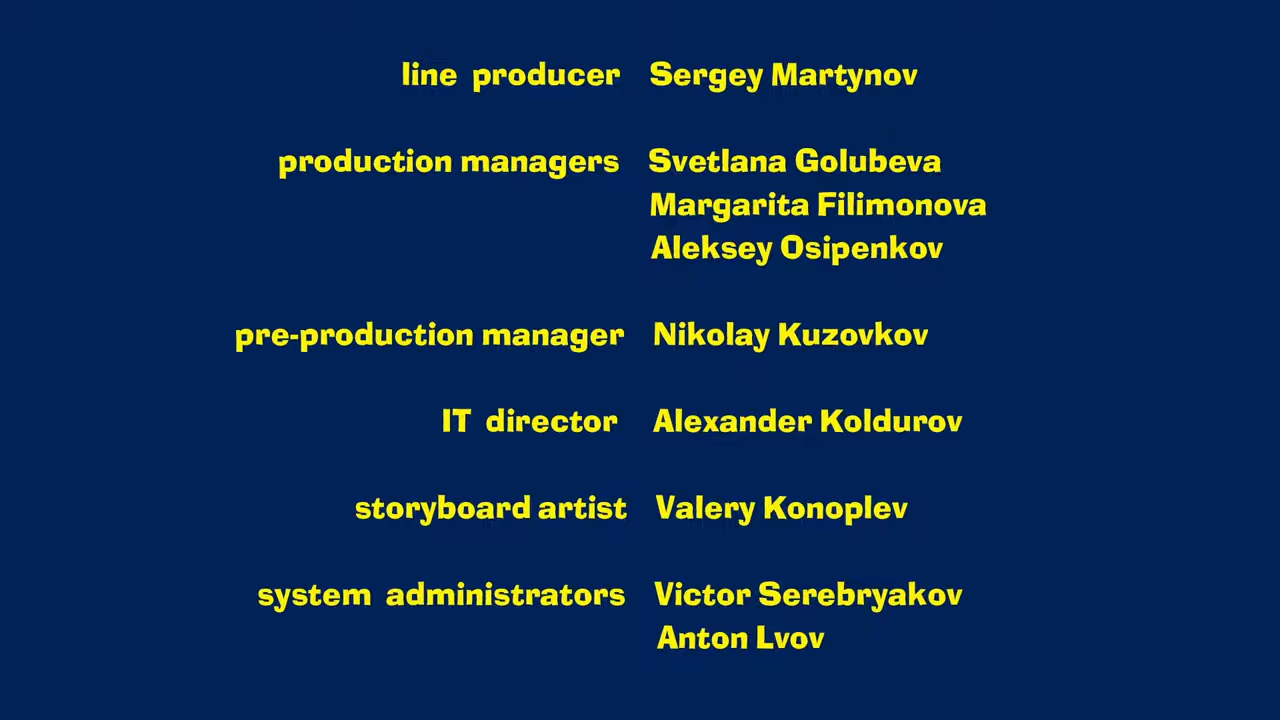 line producer Sergey Martynov
production managers Svetlana Golubeva
Margarita Filimonova
Aleksey Osipenkov
pre-production manager Nikolay Kuzovkov
IT director Alexander Koldurov
storyboard artist Valery Konoplev
system administrators Victor Serebryakov
Anton Lvov